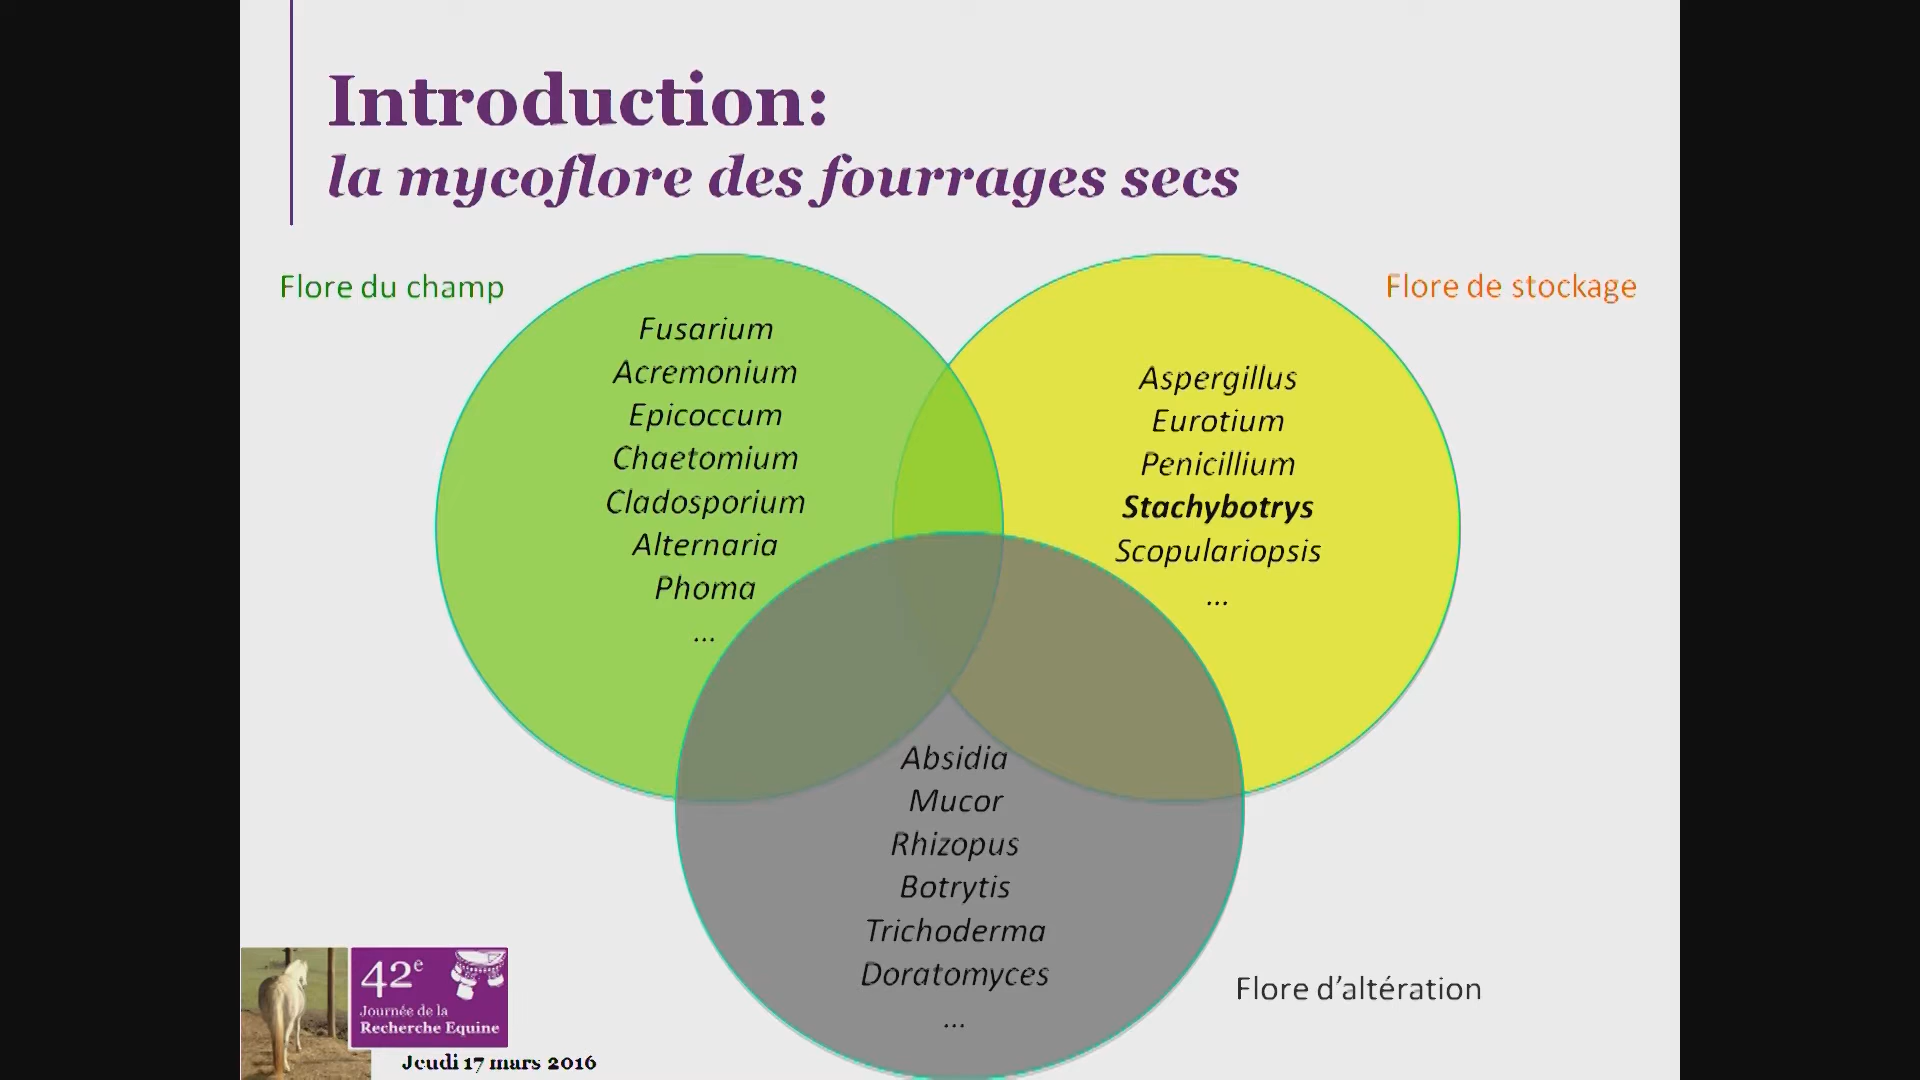 Introduction:
la mycoflore des fourrages secs
Flore du champ
Flore de stockage
Fusarium
Acremonium
Epicoccum
Chaetomium
Cladosporium
Alternaria
Phoma
...
Aspergillus
Eurotium
Penicillium
Stachybotrys
Scopulariopsis
...
Absidia
Mucor
Rhizopus
Botrytis
Trichoderma
Doratomyces
...
Flore d’altération
42e
Journée de la
Recherche Equine
Jeudi 17 mars 2016